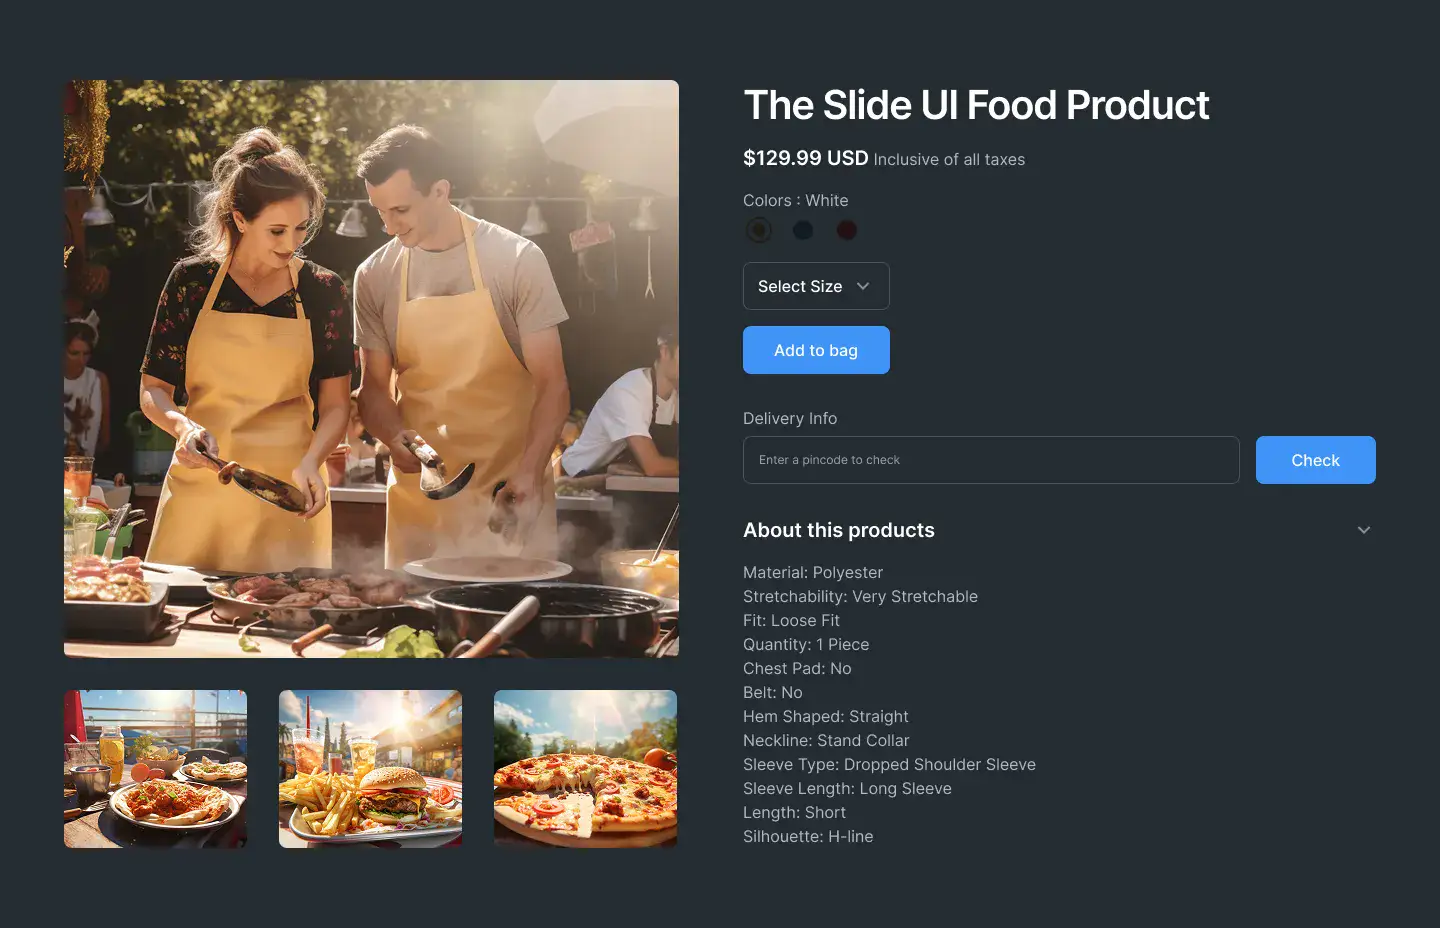 The Slide UI Food Product
$129.99 USD Inclusive of all taxes
Colors : White
Select Size
Add to bag
Delivery Info
Enter a pincode to check
Check
About this products
Material: Polyester
Stretchability: Very Stretchable
Fit: Loose Fit
Quantity: 1 Piece
Chest Pad: No
Belt: No
Hem Shaped: Straight
Neckline: Stand Collar
Sleeve Type: Dropped Shoulder Sleeve
Sleeve Length: Long Sleeve
Length: Short
Silhouette: H-line